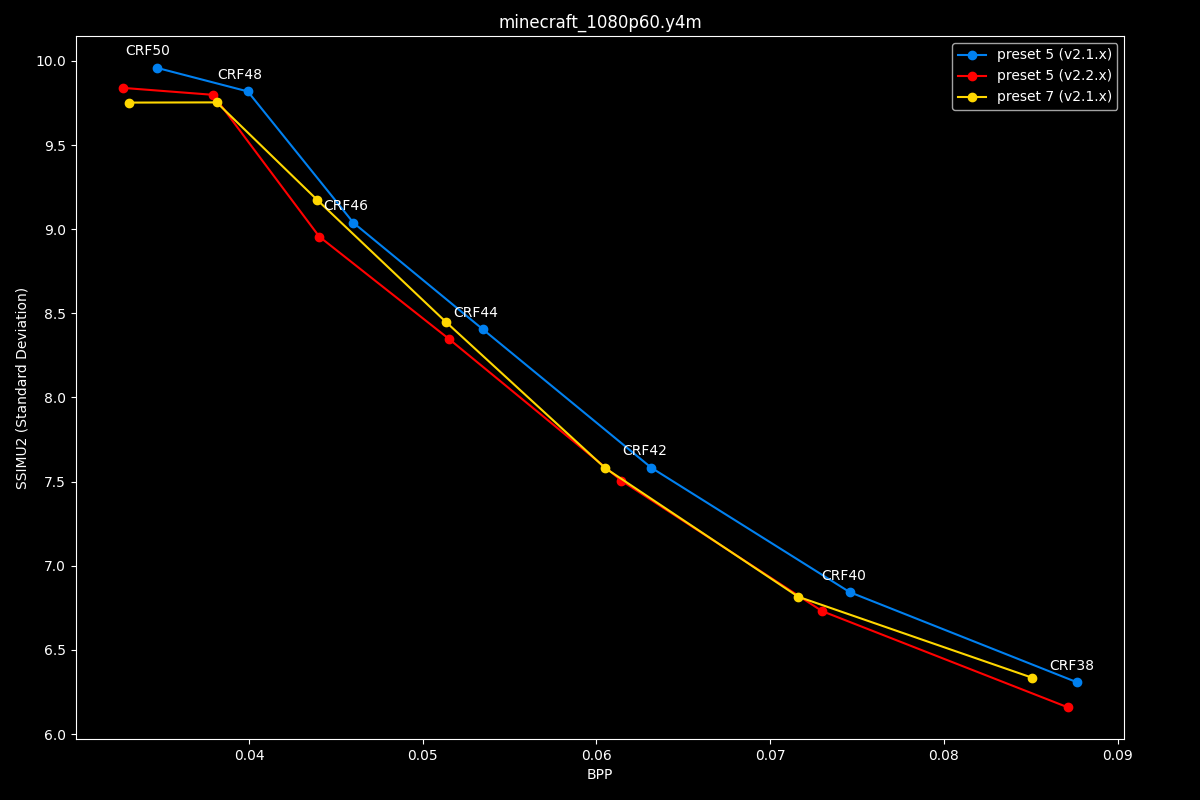 minecraft_1080p60.y4m
preset 5 (v2.1.x)
preset 5 (v2.2.x)
preset 7 (v2.1.x)
CRF50
CRF48
CRF46
CRF44
CRF42
CRF40
CRF38
SSIMU2 (Standard Deviation)
10.0
9.5
9.0
8.5
8.0
7.5
7.0
6.5
6.0
0.04
0.05
0.06
0.07
0.08
0.09
BPP